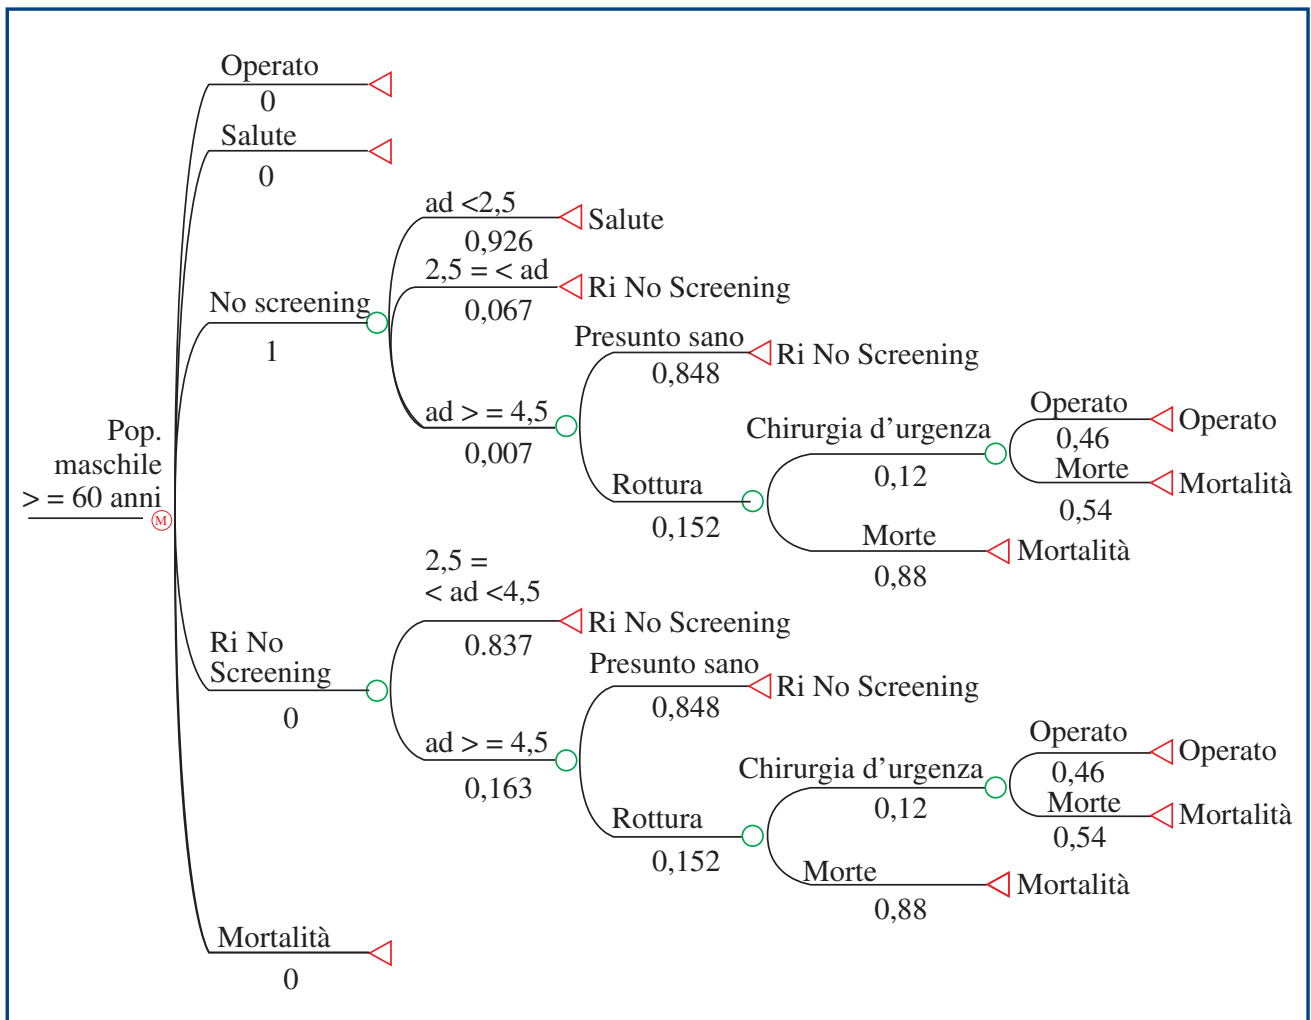 Operato
0
Salute
0
ad <2,5
Salute
0,926
2,5 = < ad
Ri No Screening
0,067
No screening
1
Presunto sano
Ri No Screening
0,848
ad > = 4,5
0,007
Operato
Operato
0,46
Chirurgia d’urgenza
0,12
Morte
Mortalità
0,54
Rottura
0,152
Morte
Mortalità
0,88
Pop.
maschile
> = 60 anni
M
2,5 =
< ad <4,5
Ri No Screening
0.837
Ri No
Screening
0
Presunto sano
Ri No Screening
0,848
ad > = 4,5
0,163
Operato
Operato
0,46
Chirurgia d’urgenza
0,12
Morte
Mortalità
0,54
Rottura
0,152
Morte
Mortalità
0,88
Mortalità
0